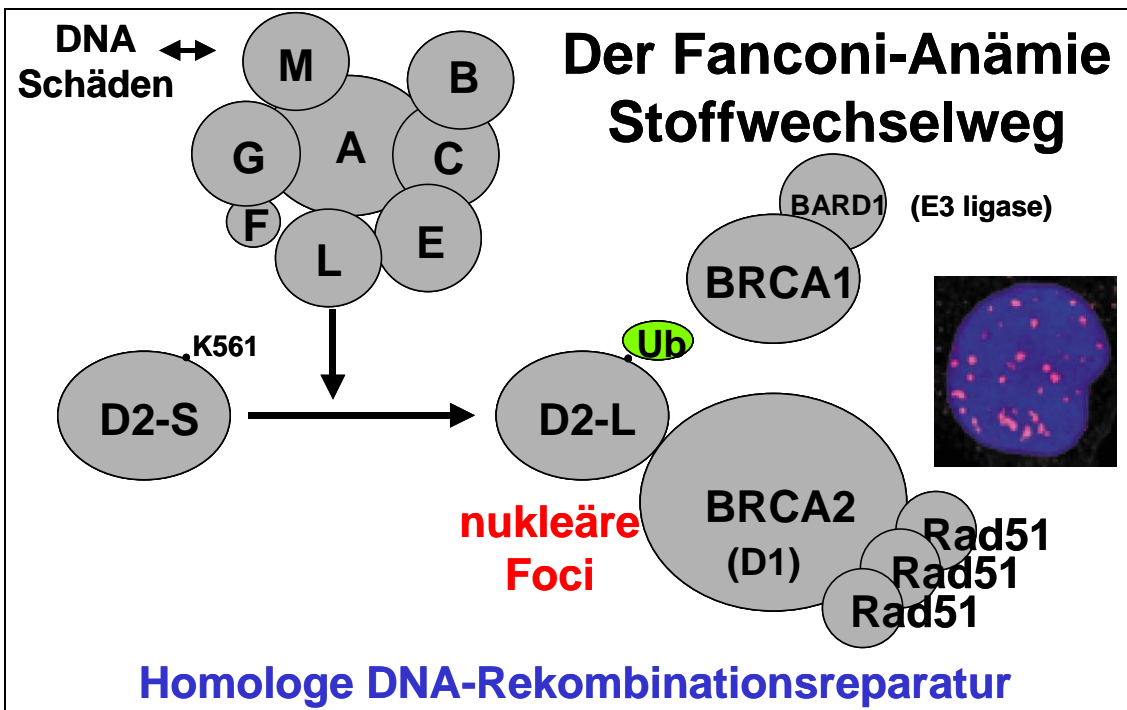 DNA
Schäden
Der Fanconi-Anämie
Stoffwechselweg
M
B
G
A
C
F
L
E
BARD1
(E3 ligase)
BRCA1
K561
Ub
D2-S
D2-L
BRCA2
(D1)
nukleäre
Foci
Rad51
Rad51
Rad51
Homologe DNA-Rekombinationsreparatur